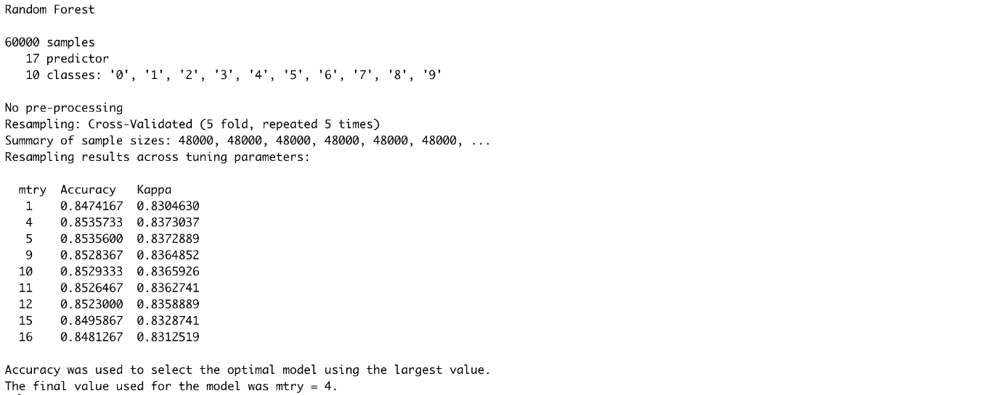 Random Forest
60000 samples
17 predictor
10 classes: '0', '1', '2', '3', '4', '5', '6', '7', '8', '9'
No pre-processing
Resampling: Cross-Validated (5 fold, repeated 5 times)
Summary of sample sizes: 48000, 48000, 48000, 48000, 48000, 48000, ...
Resampling results across tuning parameters:
mtry Accuracy Kappa
1 0.8474167 0.8304630
4 0.8535733 0.8373037
5 0.8535600 0.8372889
9 0.8528367 0.8364852
10 0.8529333 0.8365926
11 0.8526467 0.8362741
12 0.8523000 0.8358889
15 0.8495867 0.8328741
16 0.8481267 0.8312519
Accuracy was used to select the optimal model using the largest value.
The final value used for the model was mtry = 4.